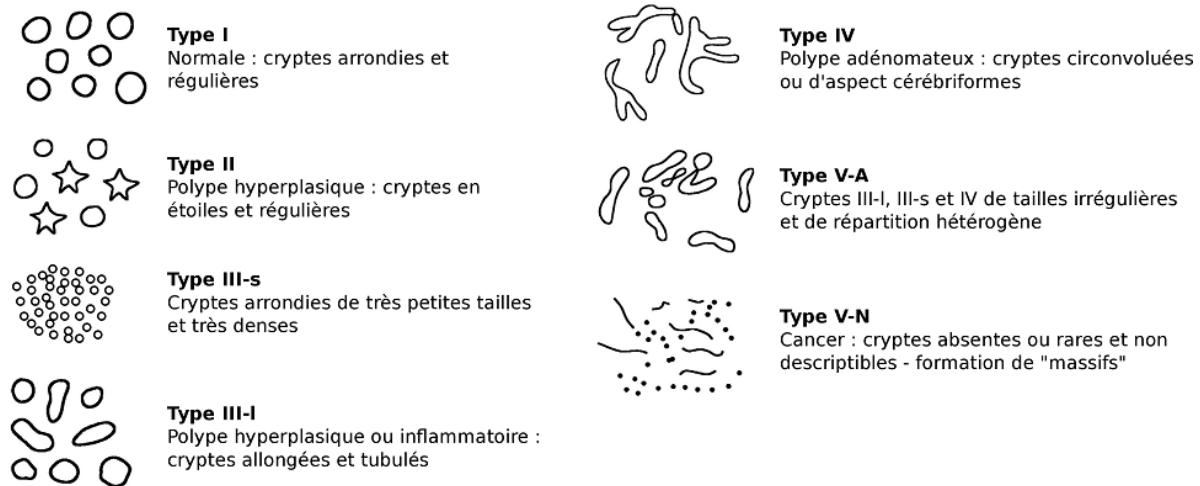 Type I
Normale : cryptes arrondies et
régulières
Type II
Polype hyperplasique : cryptes en
étoiles et régulières
Type III-s
Cryptes arrondies de très petites tailles
et très denses
Type III-l
Polype hyperplasique ou inflammatoire :
cryptes allongées et tubulés
Type IV
Polype adénomateux : cryptes circonvoluées
ou d'aspect cérébriformes
Type V-A
Cryptes III-l, III-s et IV de tailles irrégulières
et de répartition hétérogène
Type V-N
Cancer : cryptes absentes ou rares et non
descriptibles - formation de "massifs"